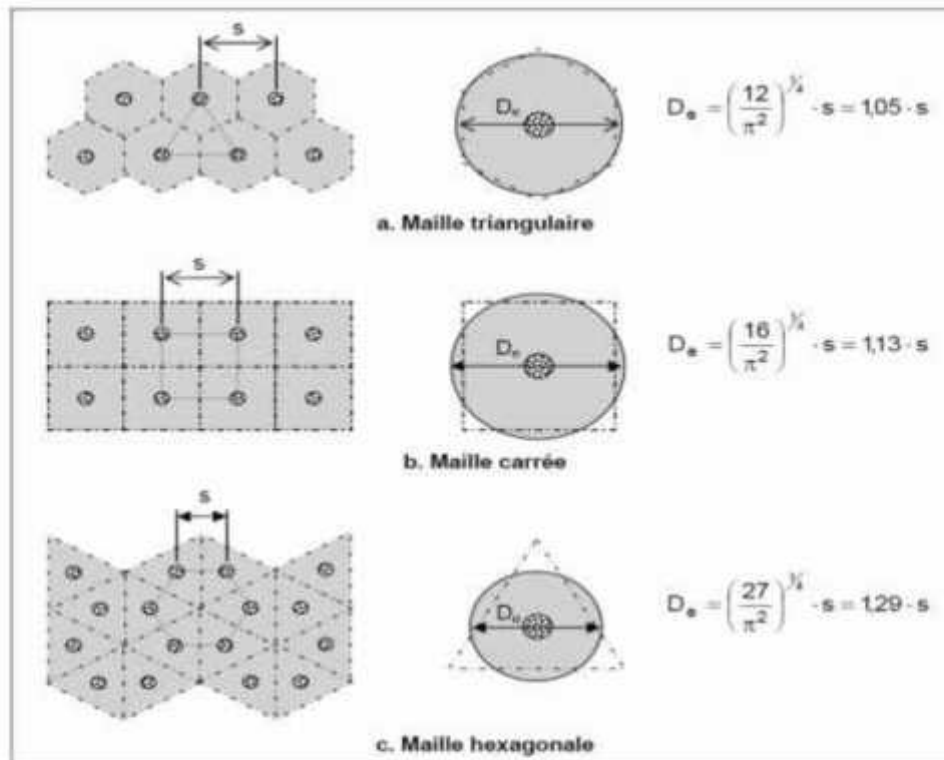 s
Dₑ
Dₑ = (12/π²)^¼ · s = 1,05 · s
a. Maille triangulaire
s
Dₑ
Dₑ = (16/π²)^¼ · s = 1,13 · s
b. Maille carrée
s
Dₑ
Dₑ = (27/π²)^¼ · s = 1,29 · s
c. Maille hexagonale